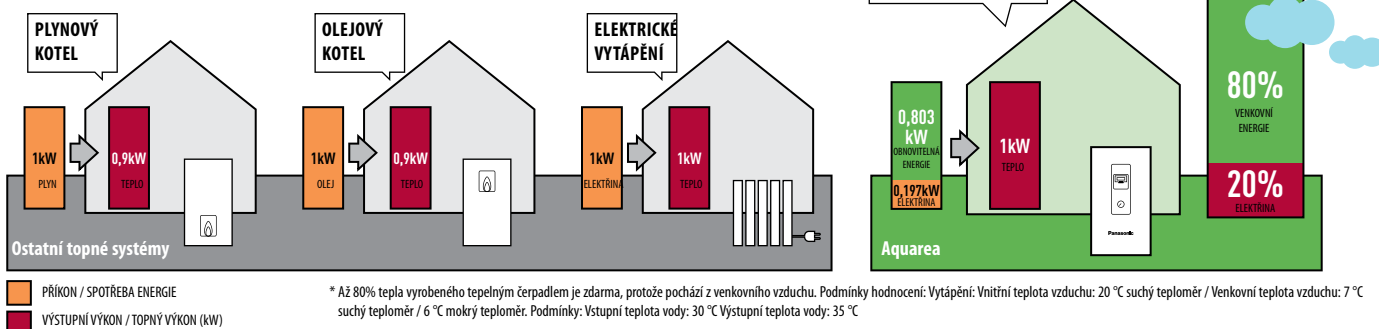 PLYNOVÝ
KOTEL
OLEJOVÝ
KOTEL
ELEKTRICKÉ
VYTÁPĚNÍ
1kW
PLYN
0,9kW
TEPLO
1kW
OLEJ
0,9kW
TEPLO
1kW
ELEKTŘINA
1kW
TEPLO
0,803
kW
OBNOVITELNÁ
ENERGIE
0,197kW
ELEKTŘINA
1kW
TEPLO
Panasonic
80%
VENKOVNÍ
ENERGIE
20%
ELEKTŘINA
Ostatní topné systémy
Aquarea
PŘÍKON / SPOTŘEBA ENERGIE
VÝSTUPNÍ VÝKON / TOPNÝ VÝKON (kW)
* Až 80% tepla vyrobeného tepelným čerpadlem je zdarma, protože pochází z venkovního vzduchu. Podmínky hodnocení: Vytápění: Vnitřní teplota vzduchu: 20 °C suchý teploměr / Venkovní teplota vzduchu: 7 °C
suchý teploměr / 6 °C mokrý teploměr. Podmínky: Vstupní teplota vody: 30 °C Výstupní teplota vody: 35 °C